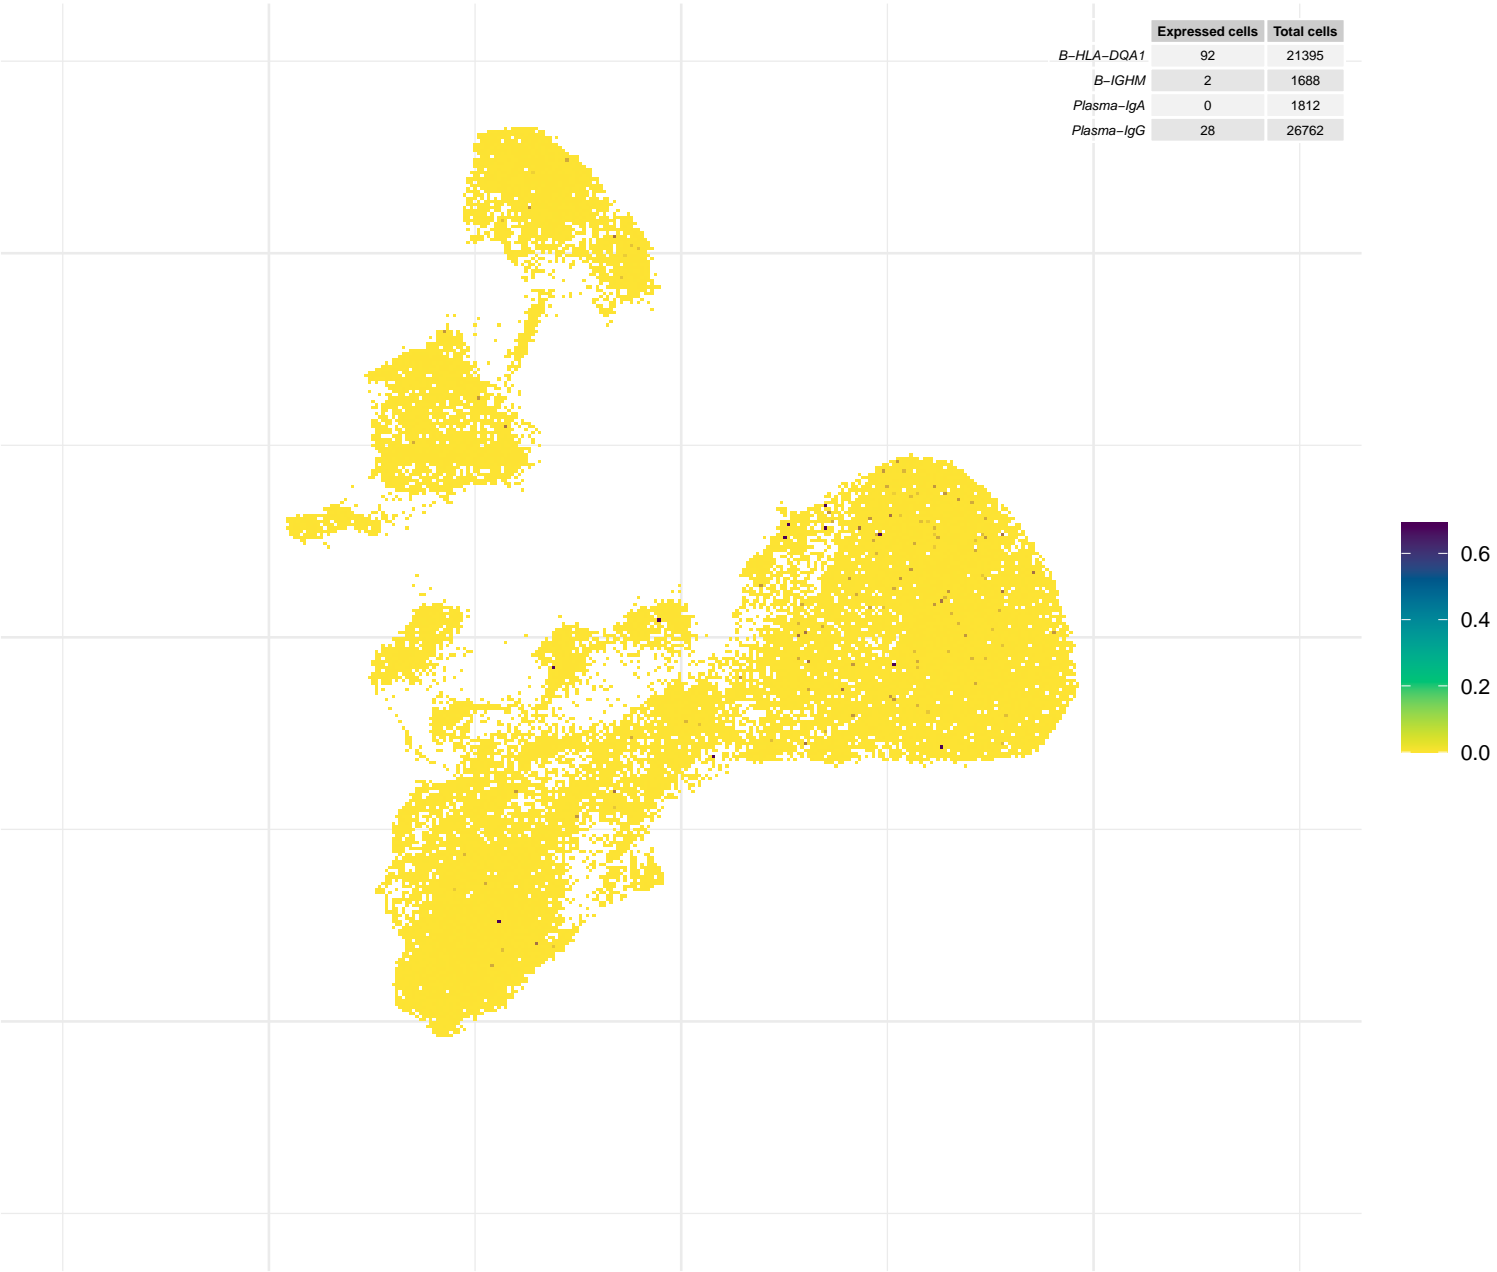 Expressed cells Total cells
B−HLA−DQA1 92 21395
B−IGHM 2 1688
Plasma−IgA 0 1812
Plasma−IgG 28 26762
0.6
0.4
0.2
0.0